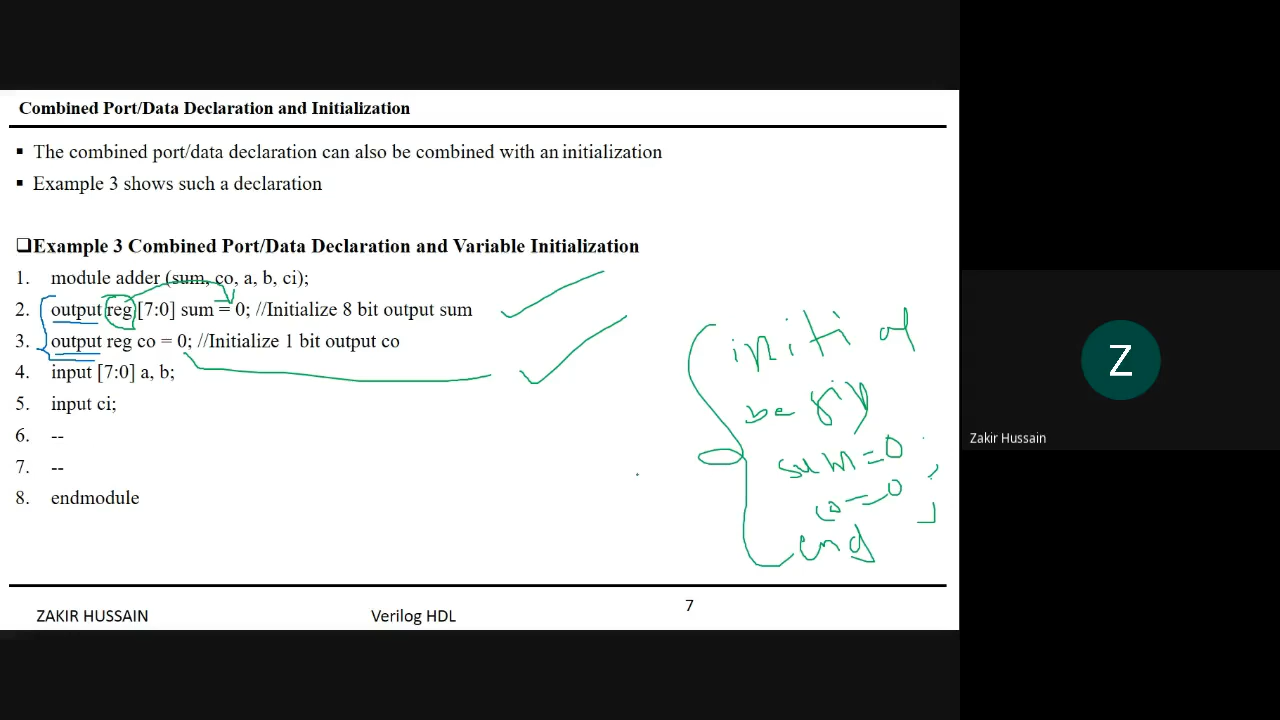 Combined Port/Data Declaration and Initialization
▪ The combined port/data declaration can also be combined with an initialization
▪ Example 3 shows such a declaration
❑Example 3 Combined Port/Data Declaration and Variable Initialization
1. module adder (sum, co, a, b, ci);
2. output reg [7:0] sum = 0; //Initialize 8 bit output sum
3. output reg co = 0; //Initialize 1 bit output co
4. input [7:0] a, b;
5. input ci;
6. --
7. --
8. endmodule
initial
begin
sum=0;
co=0;
end
ZAKIR HUSSAIN
Verilog HDL
7
Z
Zakir Hussain